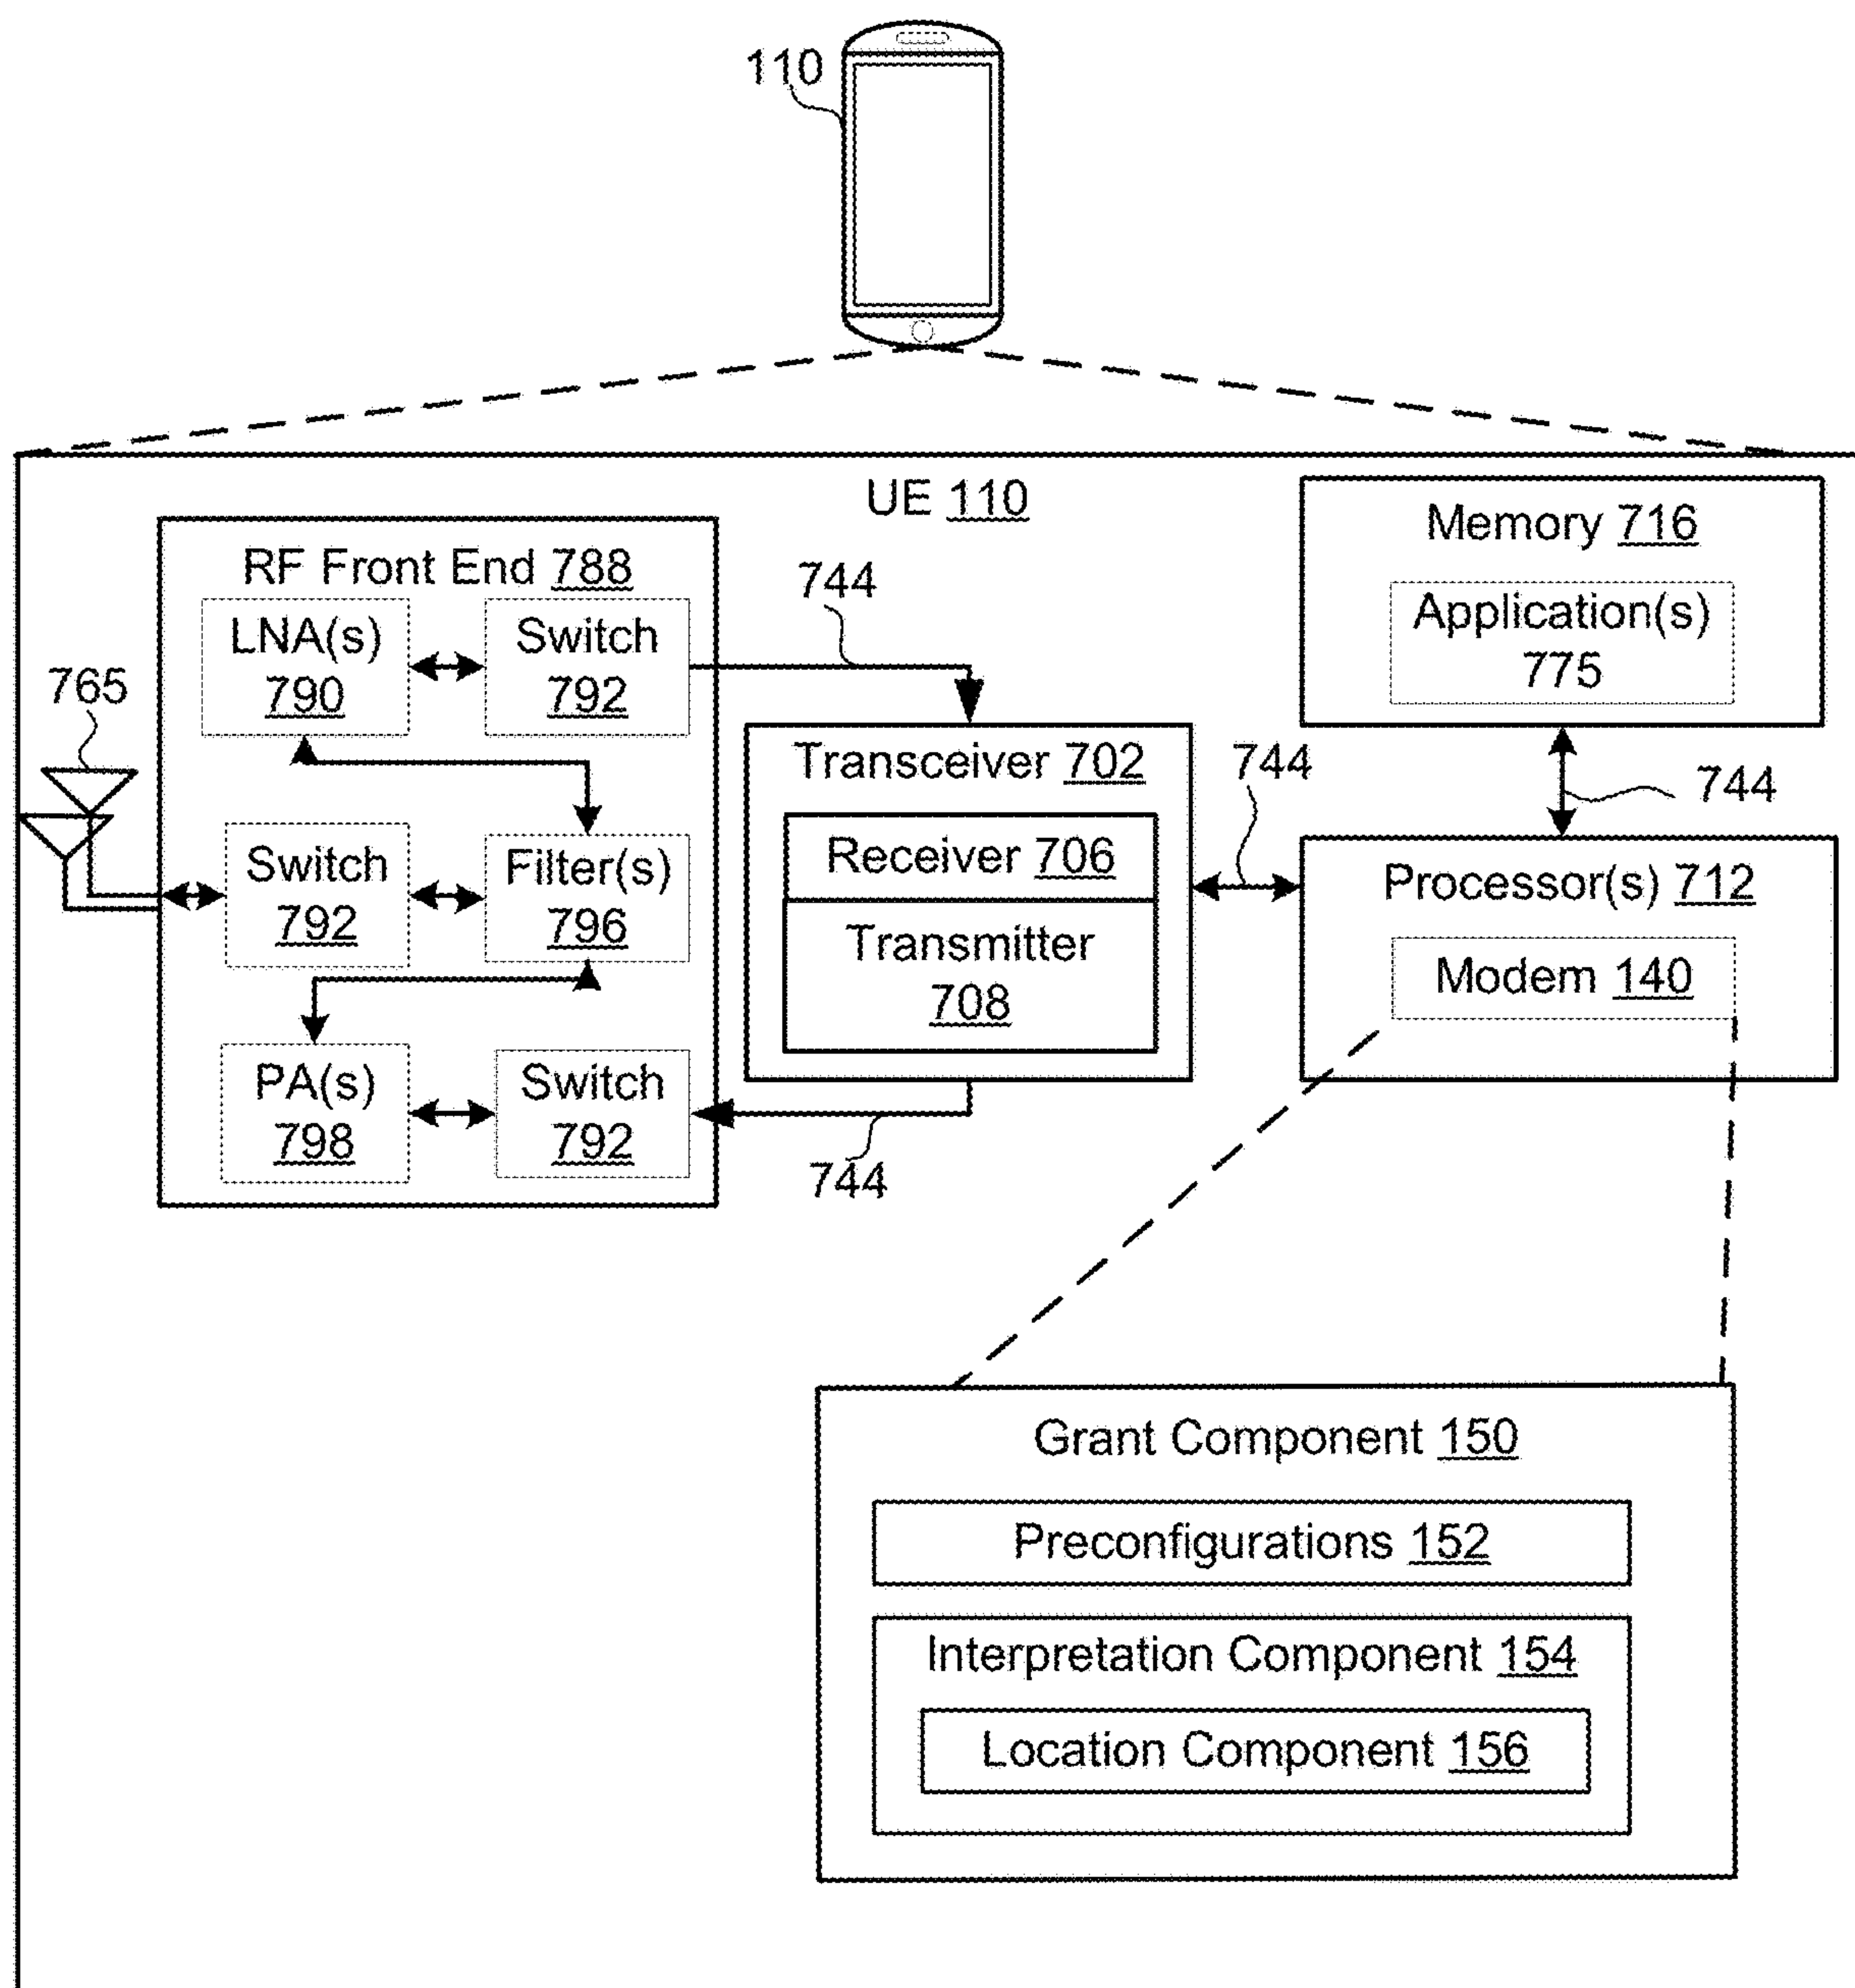 110
UE 110
RF Front End 788
LNA(s)
790
Switch
792
744
765
Switch
792
Filter(s)
796
PA(s)
798
Switch
792
744
Transceiver 702
Receiver 706
Transmitter
708
744
Memory 716
Application(s)
775
744
Processor(s) 712
Modem 140
Grant Component 150
Preconfigurations 152
Interpretation Component 154
Location Component 156